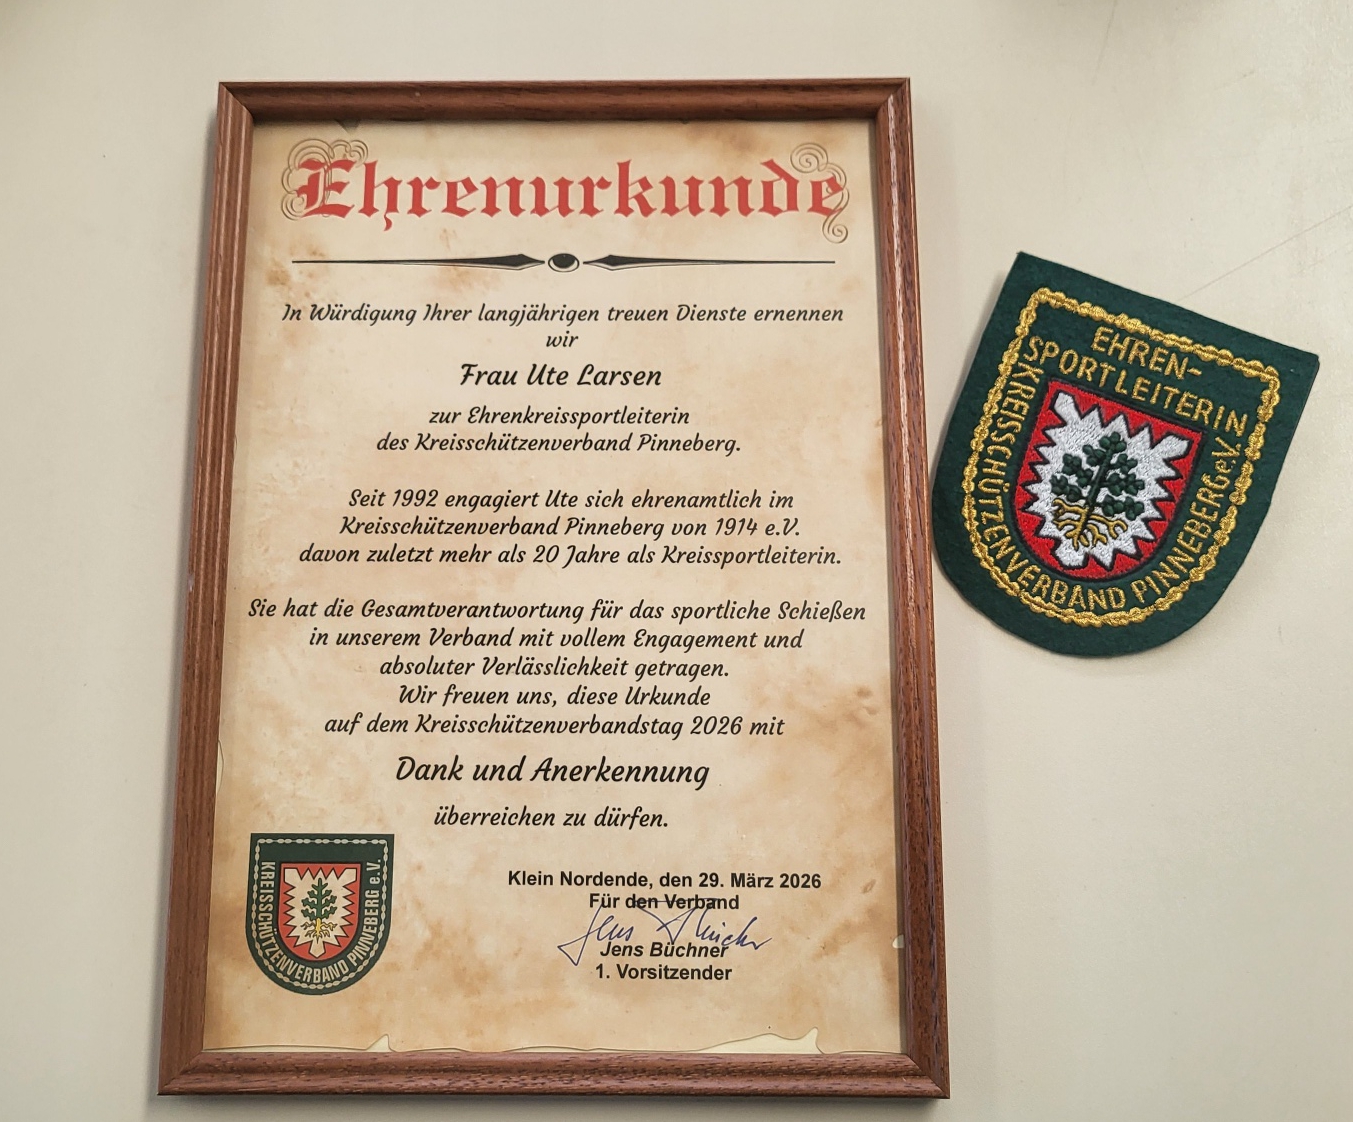 Ehrenurkunde
In Würdigung Ihrer langjährigen treuen Dienste ernennen
wir
Frau Ute Larsen
zur Ehrenkreissportleiterin
des Kreisschützenverband Pinneberg.
Seit 1992 engagiert Ute sich ehrenamtlich im
Kreisschützenverband Pinneberg von 1914 e.V.
davon zuletzt mehr als 20 Jahre als Kreissportleiterin.
Sie hat die Gesamtverantwortung für das sportliche Schießen
in unserem Verband mit vollem Engagement und
absoluter Verlässlichkeit getragen.
Wir freuen uns, diese Urkunde
auf dem Kreisschützenverbandstag 2026 mit
Dank und Anerkennung
überreichen zu dürfen.
KREISSCHÜTZENVERBAND PINNEBERG e.V.
Klein Nordende, den 29. März 2026
Für den Verband
Jens Büchner
Jens Büchner
1. Vorsitzender
EHREN-
SPORTLEITERIN
KREISSCHÜTZENVERBAND PINNEBERG e.V.